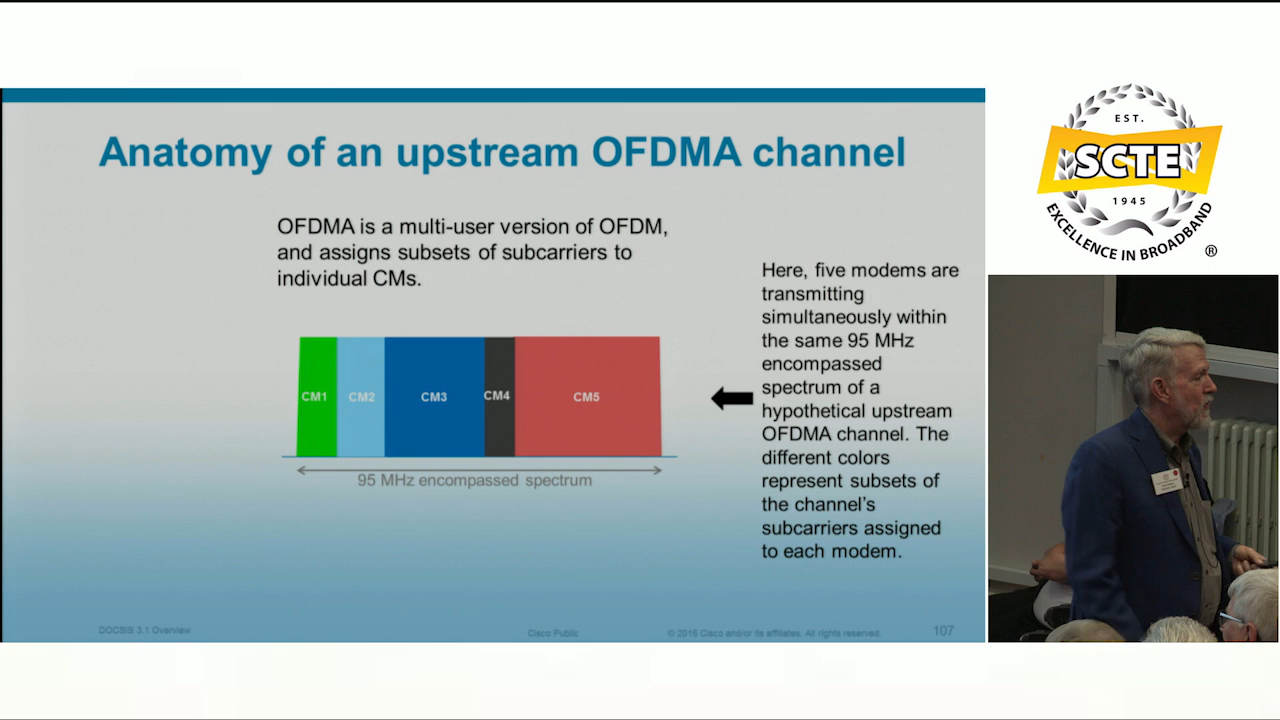 Anatomy of an upstream OFDMA channel
OFDMA is a multi-user version of OFDM,
and assigns subsets of subcarriers to
individual CMs.
Here, five modems are
transmitting
simultaneously within
the same 95 MHz
encompassed
spectrum of a
hypothetical upstream
OFDMA channel. The
different colors
represent subsets of
the channel's
subcarriers assigned
to each modem.
CM1
CM2
CM3
CM4
CM5
95 MHz encompassed spectrum
DOCSIS 3.1 Overview
Cisco Public
© 2016 Cisco and/or its affiliates. All rights reserved.
107
EST.
SCTE
1945
EXCELLENCE IN BROADBAND
®